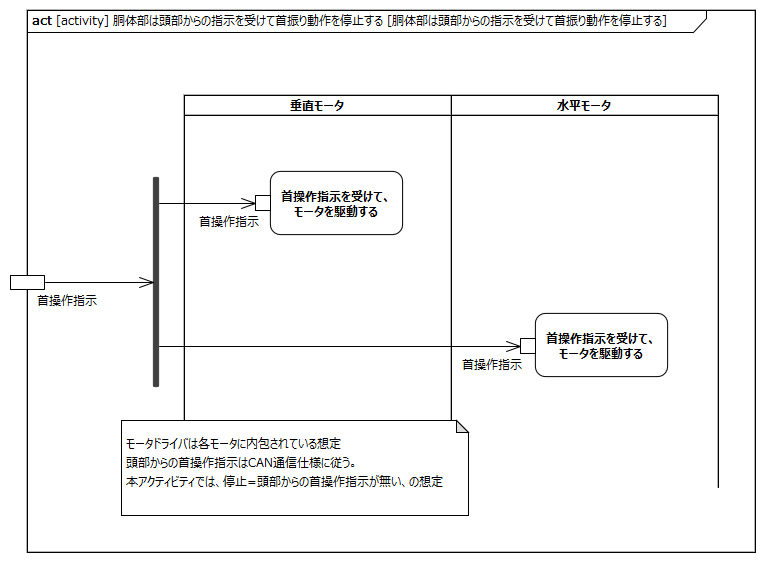 act [activity] 胴体部は頭部からの指示を受けて首振り動作を停止する [胴体部は頭部からの指示を受けて首振り動作を停止する]
垂直モータ
水平モータ
首操作指示を受けて、
モータを駆動する
首操作指示
首操作指示
首操作指示を受けて、
モータを駆動する
首操作指示
モータドライバは各モータに内包されている想定
頭部からの首操作指示はCAN通信仕様に従う。
本アクティビティでは、停止=頭部からの首操作指示が無い、の想定